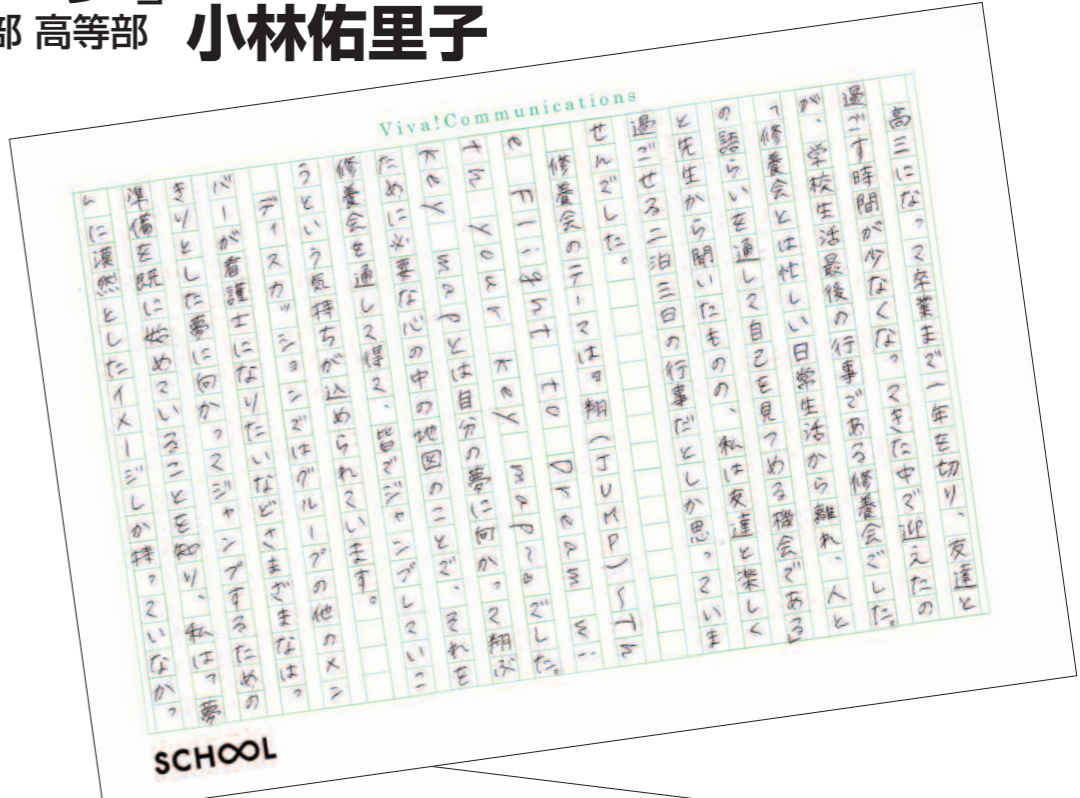 部 高等部 小林佑里子
Viva!Communications
高三になって卒業まで一年を切り、友達と
過ごす時間が少なくなってきた中で迎えたの
が、学校生活最後の行事である修養会でした。
「修養会とは忙しい日常生活から離れ、人と
の語らいを通して自己を見つめる機会である」
と先生から聞いたものの、私は友達と楽しく
過ごせる二泊三日の行事だとしか思っていま
せんでした。
修養会のテーマは『翔(JUMP)〜
Flight to Dream wi
th your key map〜』でした。
key mapとは自分の夢に向かって翔ぶ
ために必要な心の中の地図のことで、それを
修養会を通して得て、皆でジャンプしていこ
うという気持ちが込められています。
ディスカッションではグループの他のメン
バーが看護士になりたいなどさまざまなはっ
きりとした夢に向かってジャンプするための
準備を既に始めていることを知り、私は「夢
」に漠然としたイメージしか持っていなかっ
SCHOOL